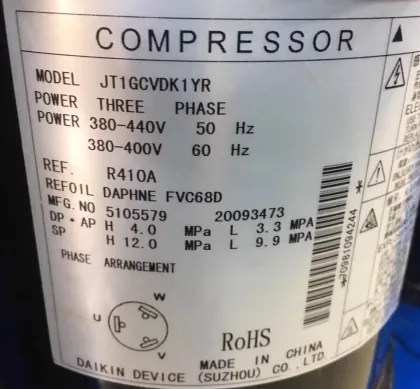 COMPRESSOR
MODEL JT1GCVDK1YR
POWER THREE PHASE
POWER 380-440V 50 Hz
380-400V 60 Hz
REF. R410A
REFOIL DAPHNE FVC68D
MFG.NO 5105579 20093473
DP・AP H 4.0 MPa L 3.3 MPA
SP H 12.0 MPa L 9.9 MPA
PHASE ARRANGEMENT
W
U
V
RoHS
MADE IN CHINA
DAIKIN DEVICE (SUZHOU) CO., LTD.
*70981094244*